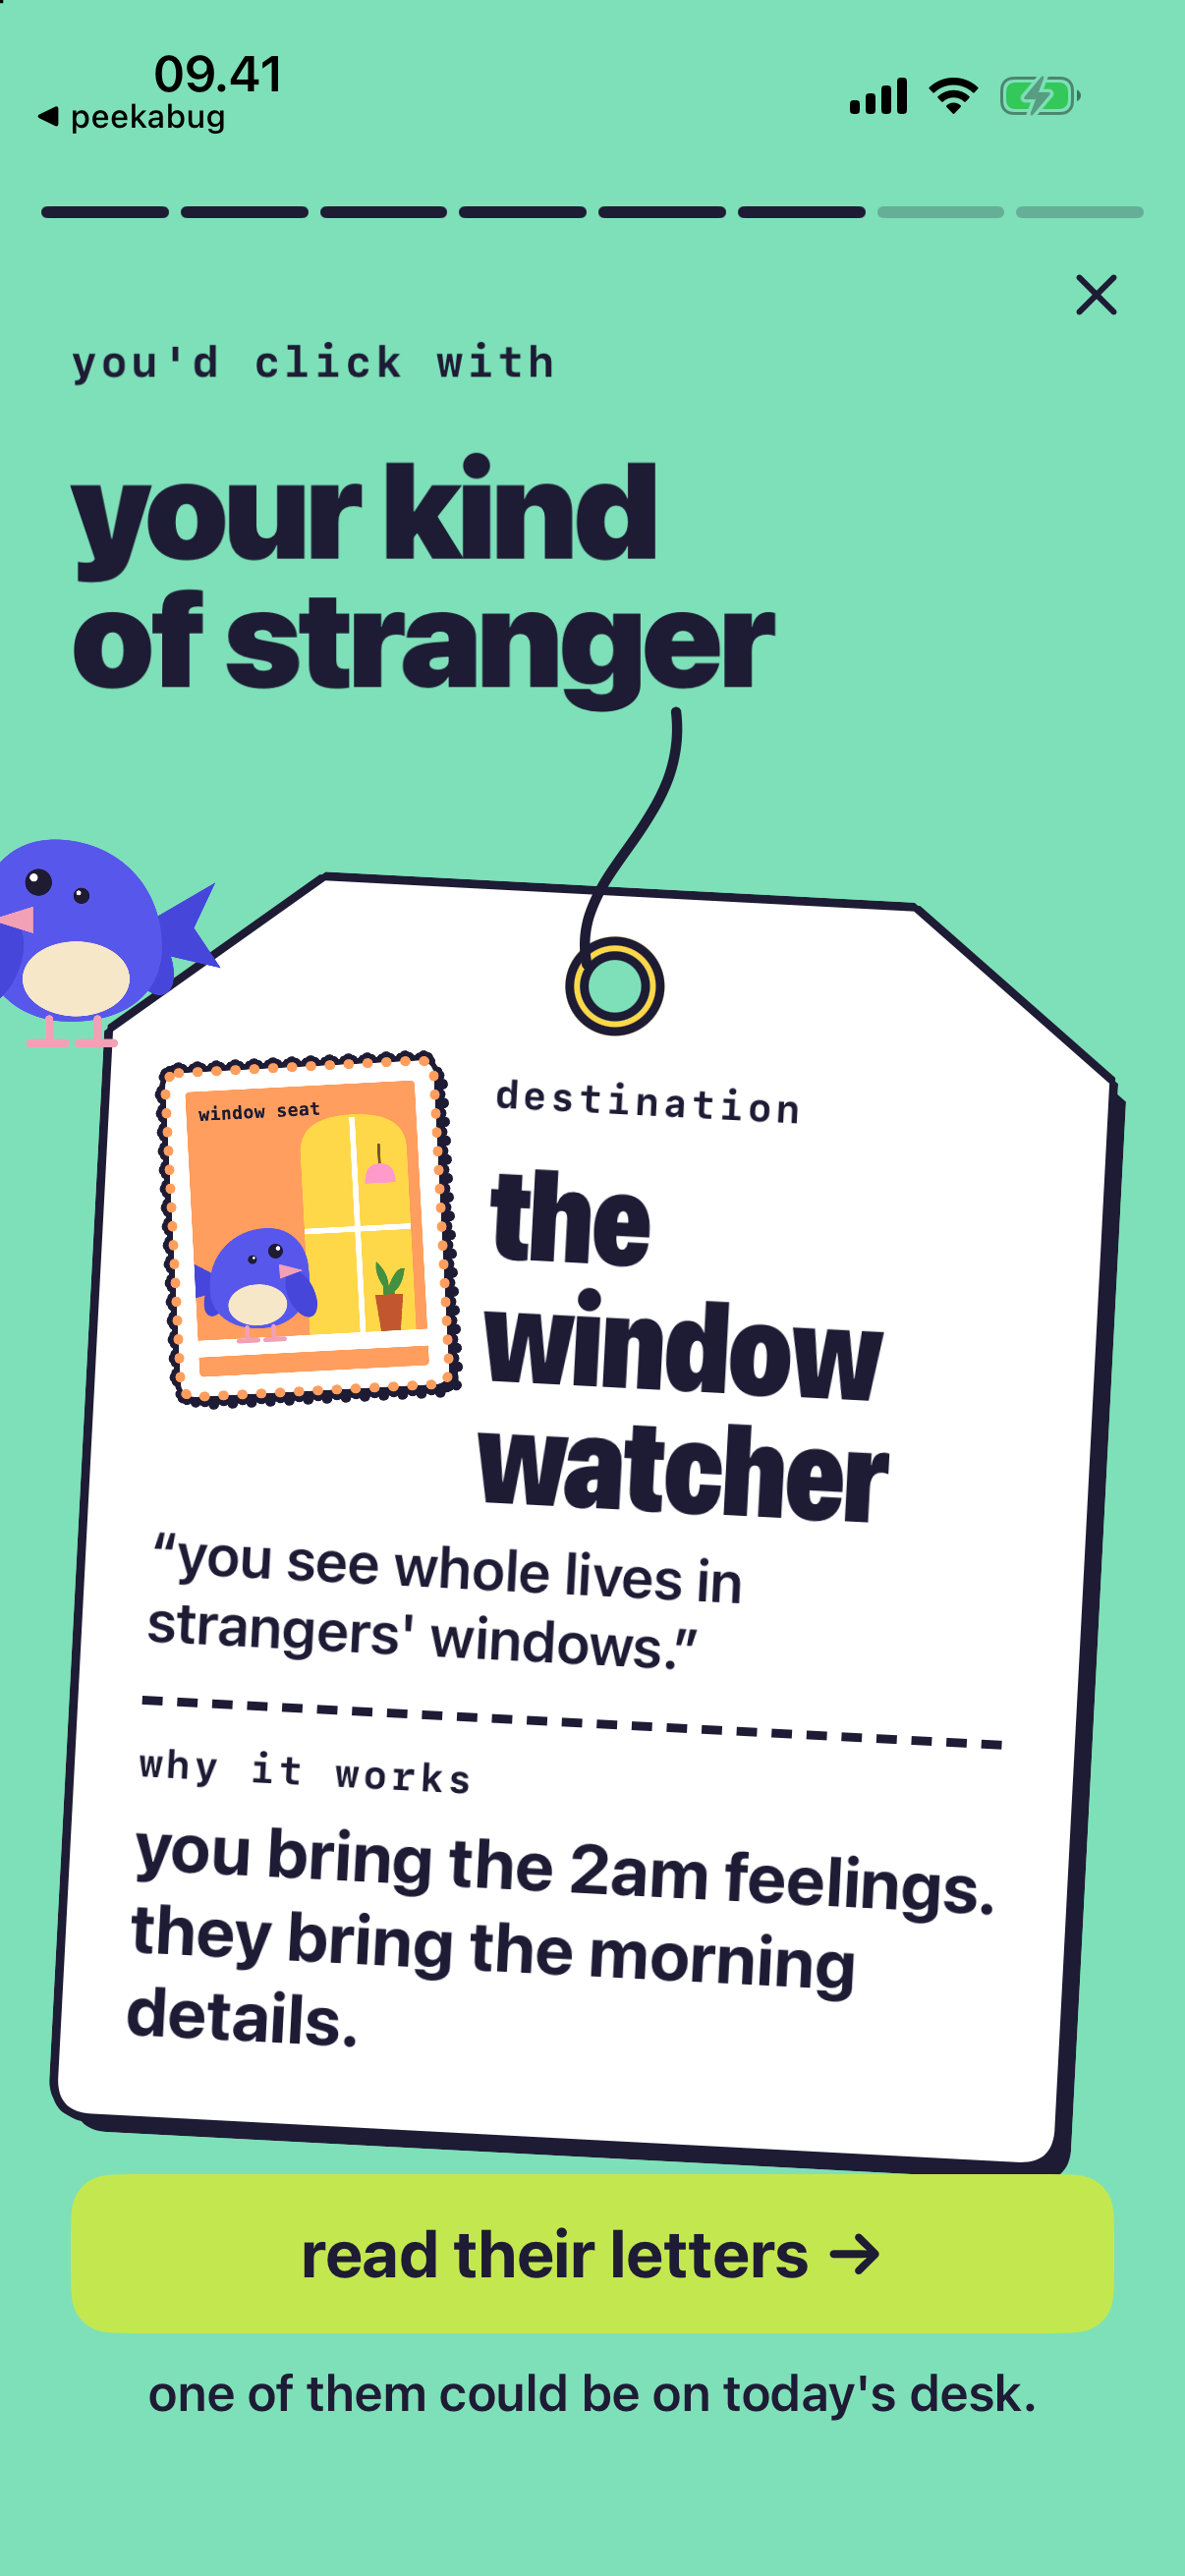 09.41
◀ peekabug
you'd click with
your kind
of stranger
window seat
destination
the
window
watcher
“you see whole lives in
strangers' windows.”
why it works
you bring the 2am feelings.
they bring the morning
details.
read their letters →
one of them could be on today's desk.